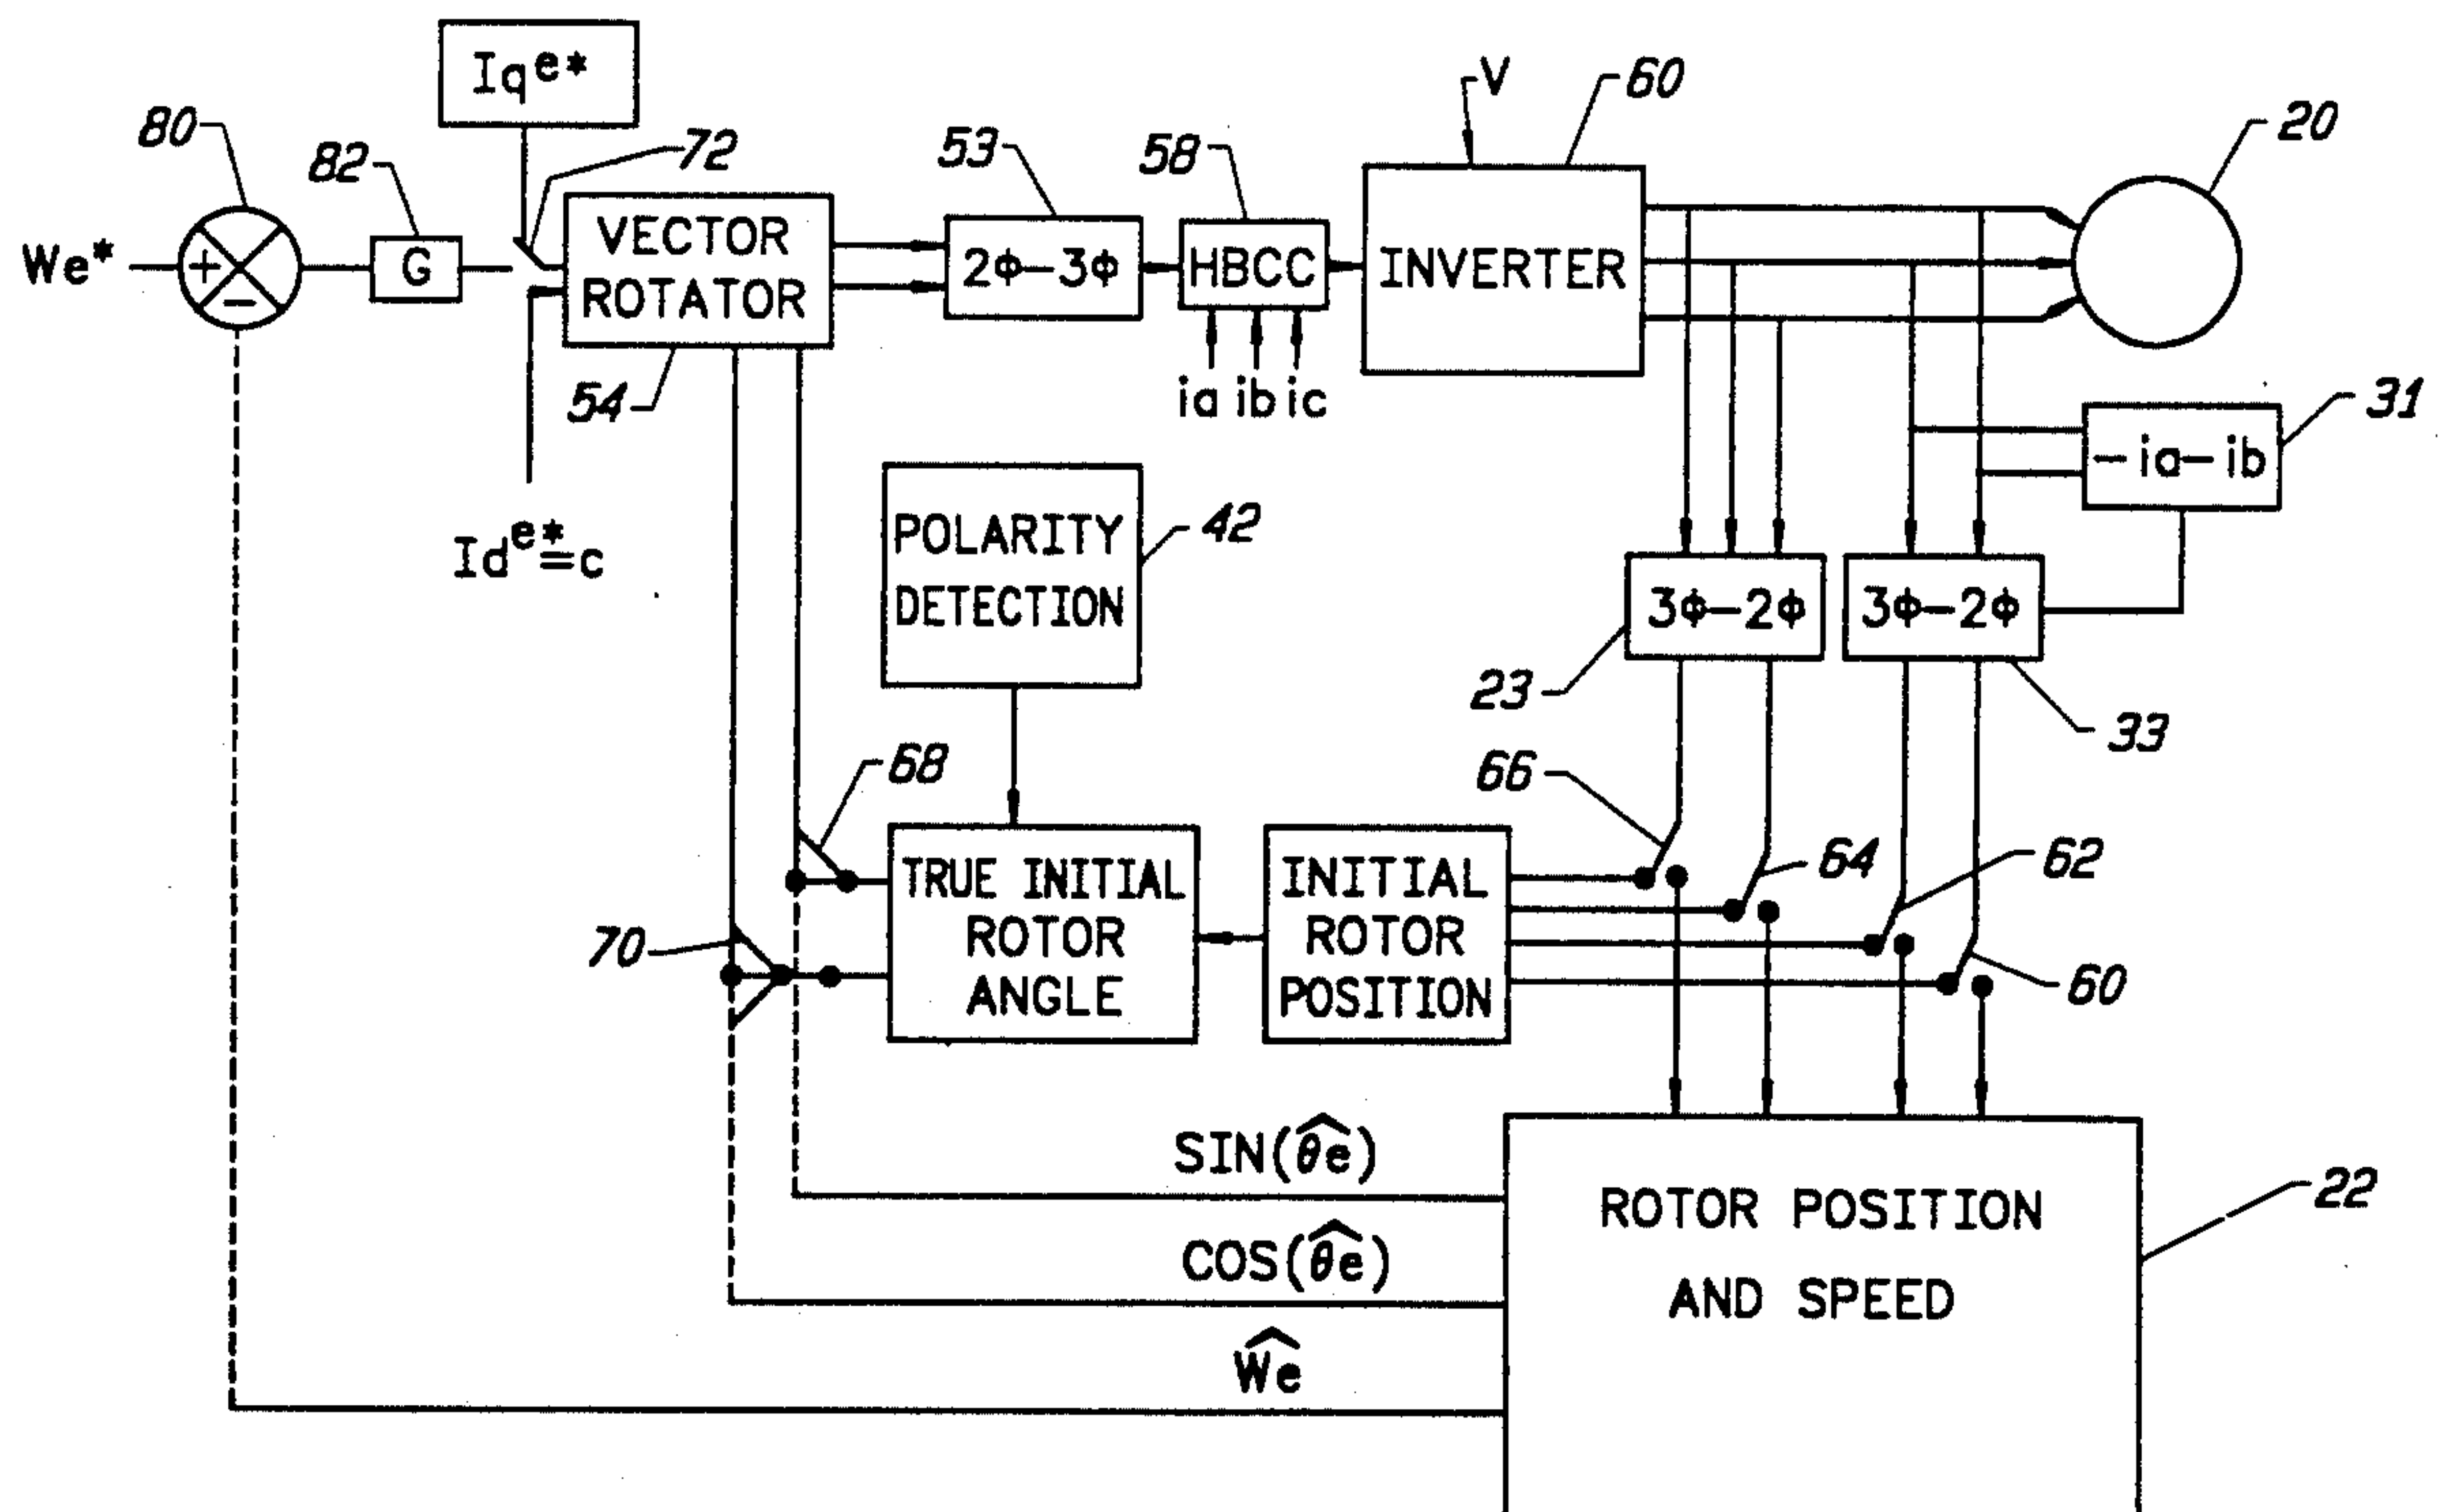 Iq e*
V
60
20
80
82
72
53
58
We*
+
−
G
VECTOR
ROTATOR
2Φ−3Φ
HBCC
INVERTER
54
ia ib ic
31
−ia−ib
Id e*=c
POLARITY
DETECTION
42
3Φ−2Φ
3Φ−2Φ
23
33
68
66
64
62
70
60
TRUE INITIAL
ROTOR
ANGLE
INITIAL
ROTOR
POSITION
SIN(θ̂e)
COS(θ̂e)
Ŵe
ROTOR POSITION
AND SPEED
22